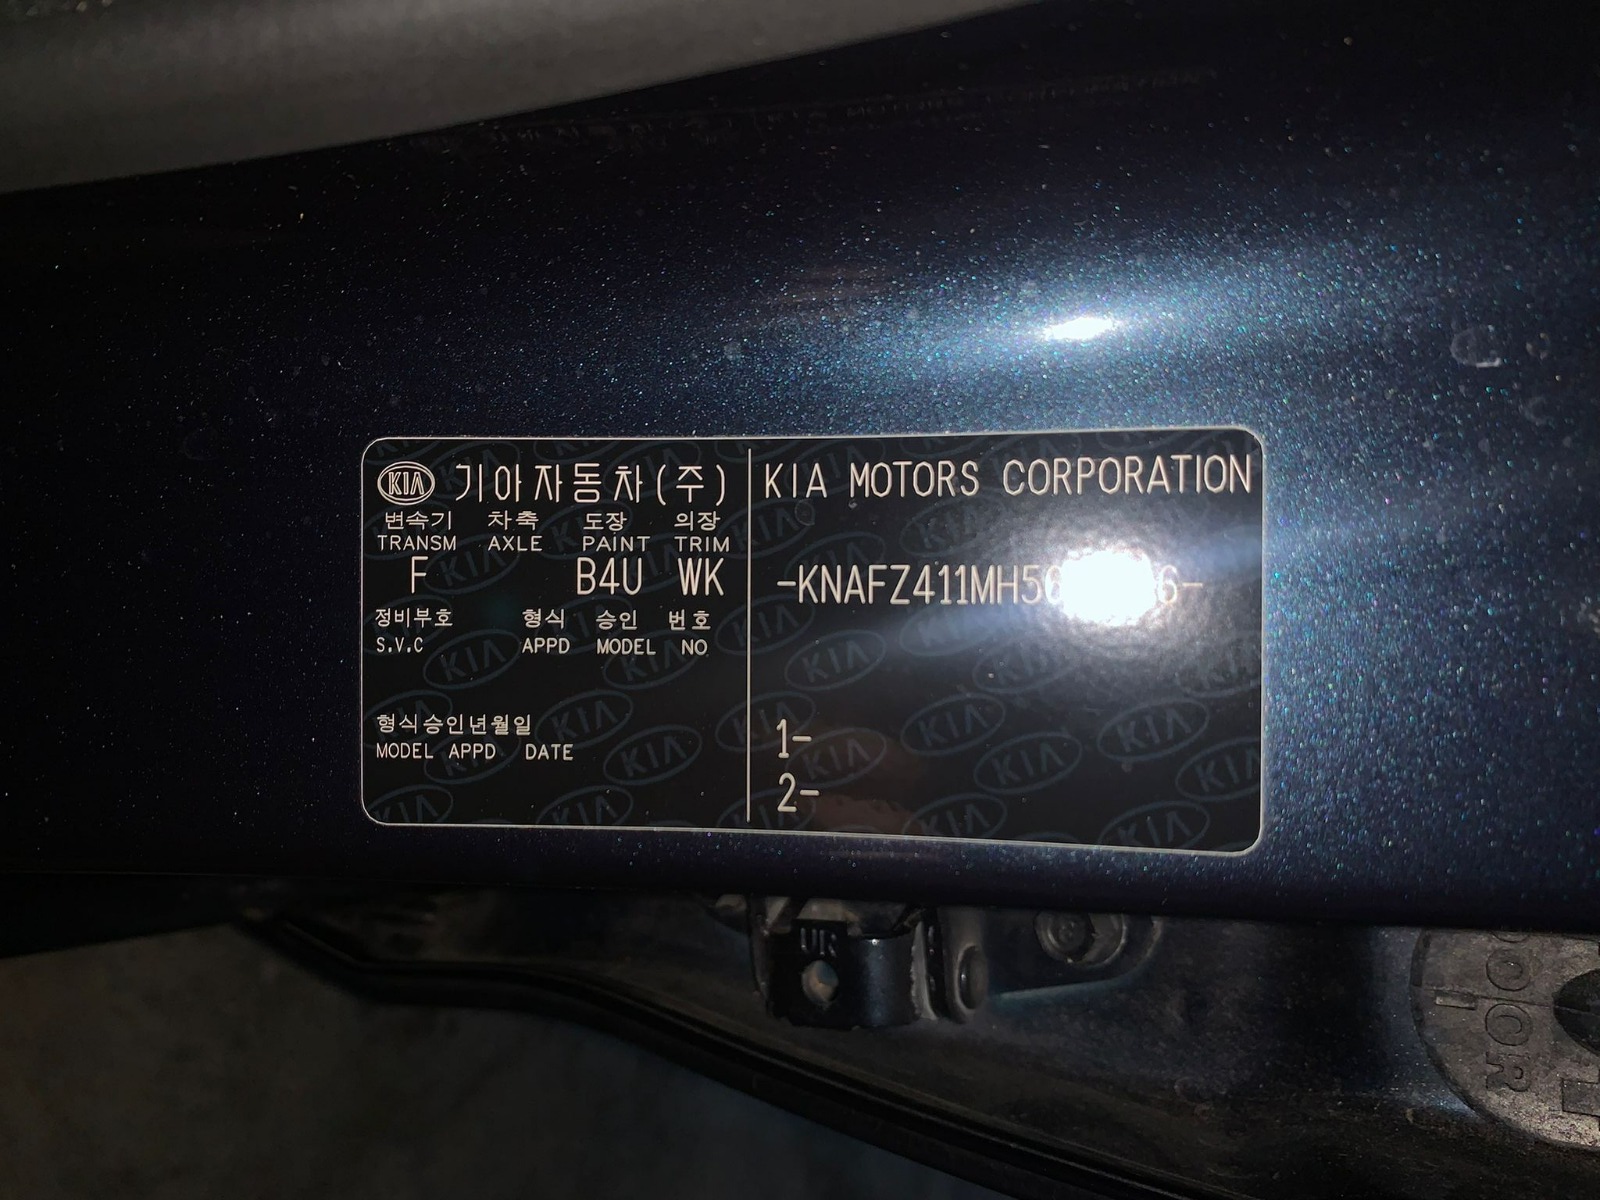 KIA 기아자동차(주)
변속기 차축 도장 의장
TRANSM AXLE PAINT TRIM
F B4U WK
정비부호 형식 승인 번호
S.V.C APPD MODEL NO
형식승인년월일
MODEL APPD DATE
KIA MOTORS CORPORATION
1-
2-
UR